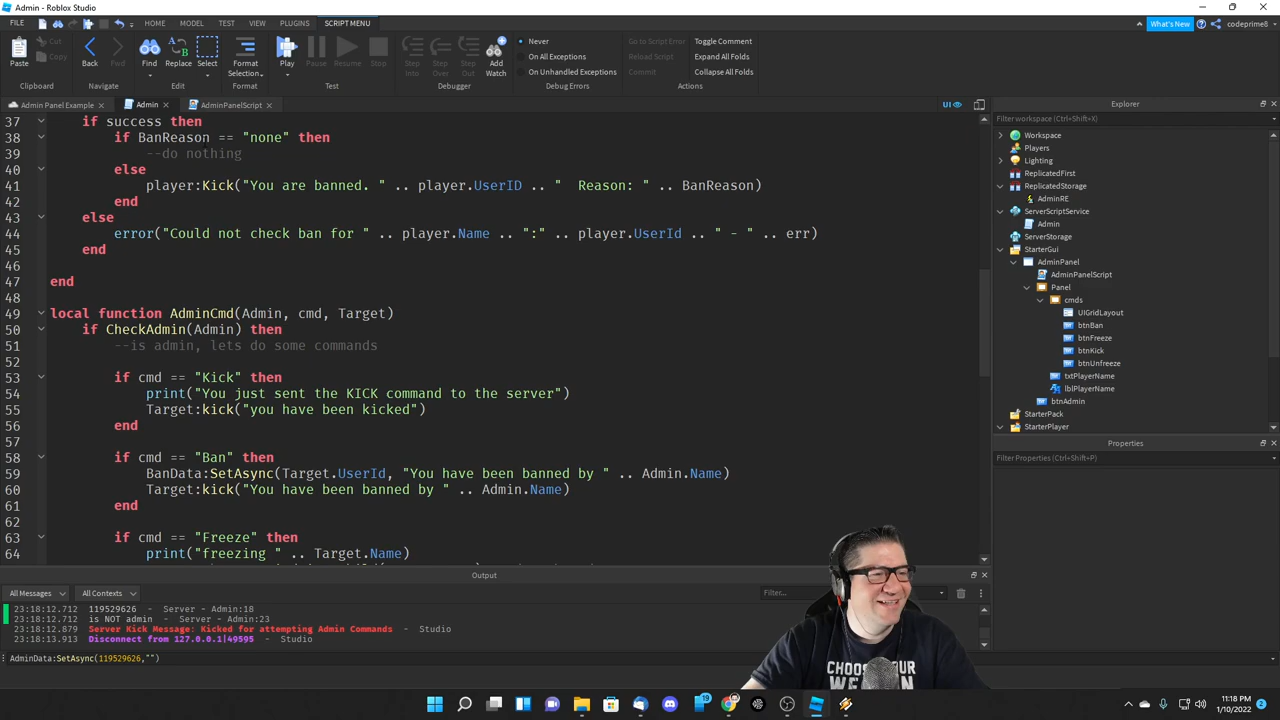 Admin - Roblox Studio
FILE HOME MODEL TEST VIEW PLUGINS SCRIPT MENU What's New codeprime8
Paste Cut Copy Back Fwd Find Replace Select Format Selection Play Pause Resume Stop Step Into Step Over Step Out Add Watch
Never
On All Exceptions
On Unhandled Exceptions
Go to Script Error
Reload Script
Commit
Toggle Comment
Expand All Folds
Collapse All Folds
Clipboard Navigate Edit Format Test Debugger Debug Errors Actions
Admin Panel Example Admin AdminPanelScript UI
37 if success then
38 if BanReason == "none" then
39 --do nothing
40 else
41 player:Kick("You are banned. " .. player.UserID .. "  Reason: " .. BanReason)
42 end
43 else
44 error("Could not check ban for " .. player.Name .. ":" .. player.UserId .. " - " .. err)
45 end
46
47 end
48
49 local function AdminCmd(Admin, cmd, Target)
50 if CheckAdmin(Admin) then
51 --is admin, lets do some commands
52
53 if cmd == "Kick" then
54 print("You just sent the KICK command to the server")
55 Target:kick("you have been kicked")
56 end
57
58 if cmd == "Ban" then
59 BanData:SetAsync(Target.UserId, "You have been banned by " .. Admin.Name)
60 Target:kick("You have been banned by " .. Admin.Name)
61 end
62
63 if cmd == "Freeze" then
64 print("freezing " .. Target.Name)
Explorer
Filter workspace (Ctrl+Shift+X)
Workspace
Players
Lighting
ReplicatedFirst
ReplicatedStorage
AdminRE
ServerScriptService
Admin
ServerStorage
StarterGui
AdminPanel
AdminPanelScript
Panel
cmds
UIGridLayout
btnBan
btnFreeze
btnKick
btnUnfreeze
txtPlayerName
lblPlayerName
btnAdmin
StarterPack
StarterPlayer
Properties
Filter Properties (Ctrl+Shift+P)
Output
All Messages All Contexts Filter...
23:18:12.712 119529626 - Server - Admin:18
23:18:12.712 is NOT admin - Server - Admin:23
23:18:12.879 Server Kick Message: Kicked for attempting Admin Commands - Studio
23:18:13.913 Disconnect from 127.0.0.1|49595 - Studio
AdminData:SetAsync(119529626,"")
CHOOSE YOUR
WE
19
11:18 PM
1/10/2022
2